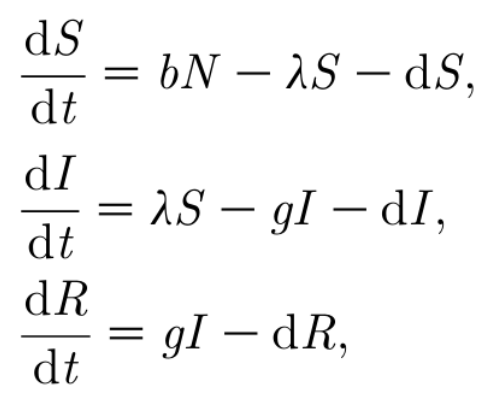 dS/dt = bN − λS − dS,
dI/dt = λS − gI − dI,
dR/dt = gI − dR,